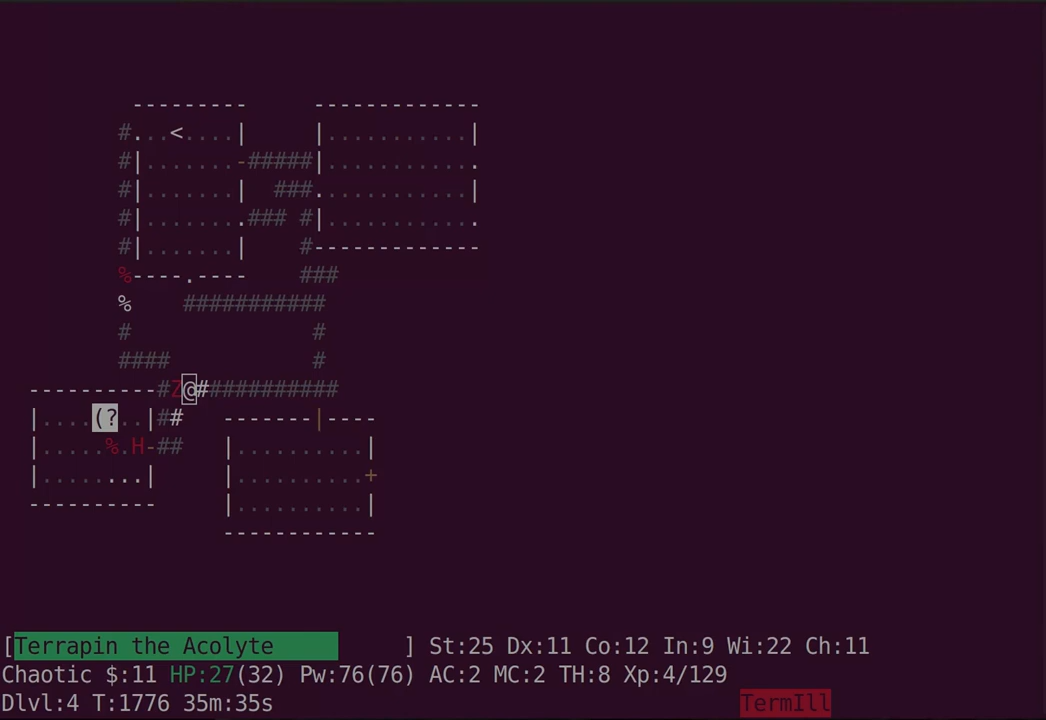 --------- -------------
#...<....| |...........|
#|.......-#####|............
#|.......| ###............|
#|........### #|............
#|.......| #-------------
%----.---- ###
% ###########
# #
#### #
----------#Z@###########
|....(?..|## -------|----
|.....%.H-## |..........|
|........| |..........+
---------- |..........|
------------
[Terrapin the Acolyte ] St:25 Dx:11 Co:12 In:9 Wi:22 Ch:11
Chaotic $:11 HP:27(32) Pw:76(76) AC:2 MC:2 TH:8 Xp:4/129
Dlvl:4 T:1776 35m:35s TermIll